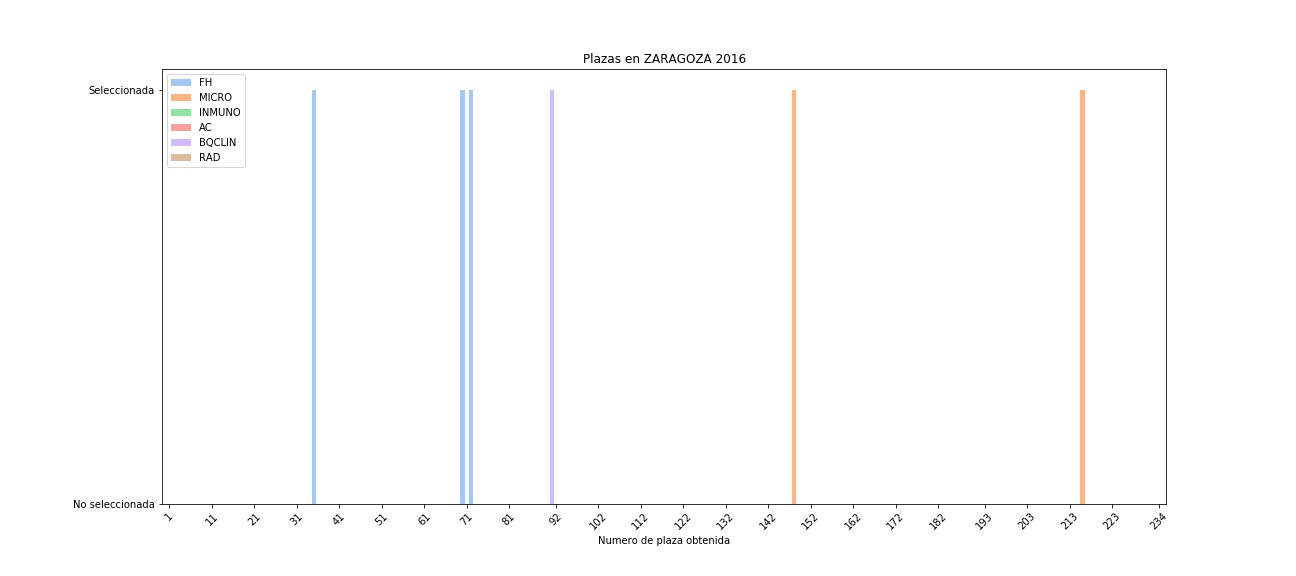 Plazas en ZARAGOZA 2016
Seleccionada
No seleccionada
FH
MICRO
INMUNO
AC
BQCLIN
RAD
1 11 21 31 41 51 61 71 81 92 102 112 122 132 142 152 162 172 182 193 203 213 223 234
Numero de plaza obtenida